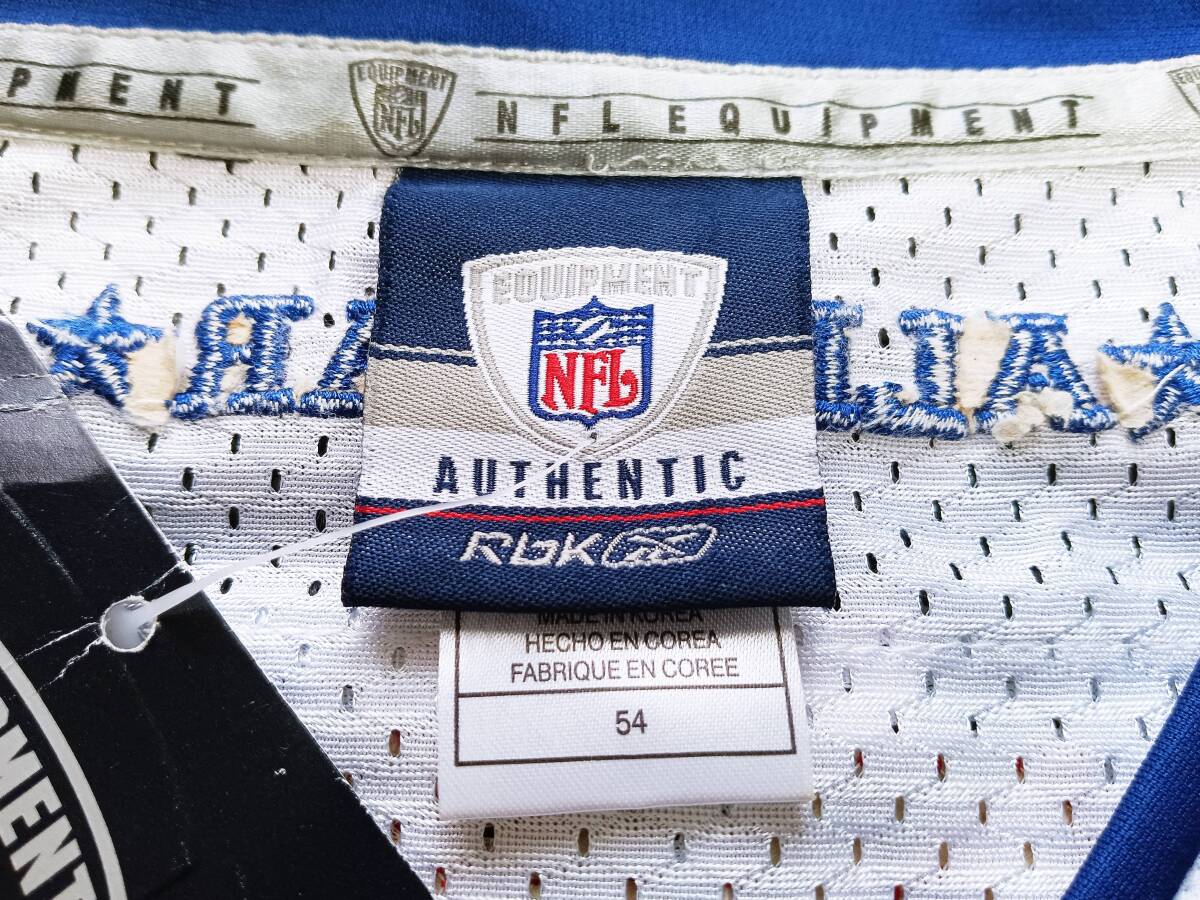 PMENT
EQUIPMENT
NFL
NFL EQUIPMENT
EQUIPMENT
NFL
AUTHENTIC
Rbk
MADE IN KOREA
HECHO EN COREA
FABRIQUE EN COREE
54
PMENT